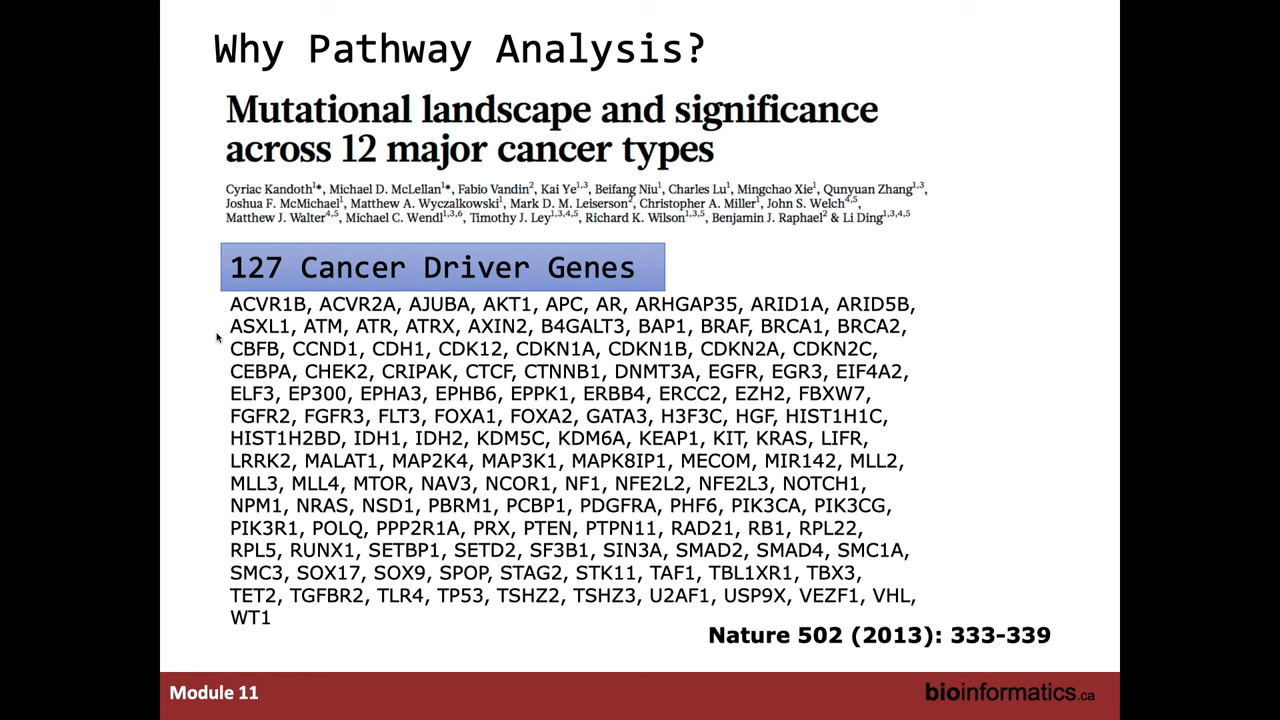 Why Pathway Analysis?
Mutational landscape and significance
across 12 major cancer types
Cyriac Kandoth¹*, Michael D. McLellan¹*, Fabio Vandin², Kai Ye¹,³, Beifang Niu¹, Charles Lu¹, Mingchao Xie¹, Qunyuan Zhang¹,³,
Joshua F. McMichael¹, Matthew A. Wyczalkowski¹, Mark D. M. Leiserson², Christopher A. Miller¹, John S. Welch⁴,⁵,
Matthew J. Walter⁴,⁵, Michael C. Wendl¹,³,⁶, Timothy J. Ley¹,³,⁴,⁵, Richard K. Wilson¹,³,⁵, Benjamin J. Raphael² & Li Ding¹,³,⁴,⁵
127 Cancer Driver Genes
ACVR1B, ACVR2A, AJUBA, AKT1, APC, AR, ARHGAP35, ARID1A, ARID5B,
ASXL1, ATM, ATR, ATRX, AXIN2, B4GALT3, BAP1, BRAF, BRCA1, BRCA2,
CBFB, CCND1, CDH1, CDK12, CDKN1A, CDKN1B, CDKN2A, CDKN2C,
CEBPA, CHEK2, CRIPAK, CTCF, CTNNB1, DNMT3A, EGFR, EGR3, EIF4A2,
ELF3, EP300, EPHA3, EPHB6, EPPK1, ERBB4, ERCC2, EZH2, FBXW7,
FGFR2, FGFR3, FLT3, FOXA1, FOXA2, GATA3, H3F3C, HGF, HIST1H1C,
HIST1H2BD, IDH1, IDH2, KDM5C, KDM6A, KEAP1, KIT, KRAS, LIFR,
LRRK2, MALAT1, MAP2K4, MAP3K1, MAPK8IP1, MECOM, MIR142, MLL2,
MLL3, MLL4, MTOR, NAV3, NCOR1, NF1, NFE2L2, NFE2L3, NOTCH1,
NPM1, NRAS, NSD1, PBRM1, PCBP1, PDGFRA, PHF6, PIK3CA, PIK3CG,
PIK3R1, POLQ, PPP2R1A, PRX, PTEN, PTPN11, RAD21, RB1, RPL22,
RPL5, RUNX1, SETBP1, SETD2, SF3B1, SIN3A, SMAD2, SMAD4, SMC1A,
SMC3, SOX17, SOX9, SPOP, STAG2, STK11, TAF1, TBL1XR1, TBX3,
TET2, TGFBR2, TLR4, TP53, TSHZ2, TSHZ3, U2AF1, USP9X, VEZF1, VHL,
WT1
Nature 502 (2013): 333-339
Module 11
bioinformatics.ca